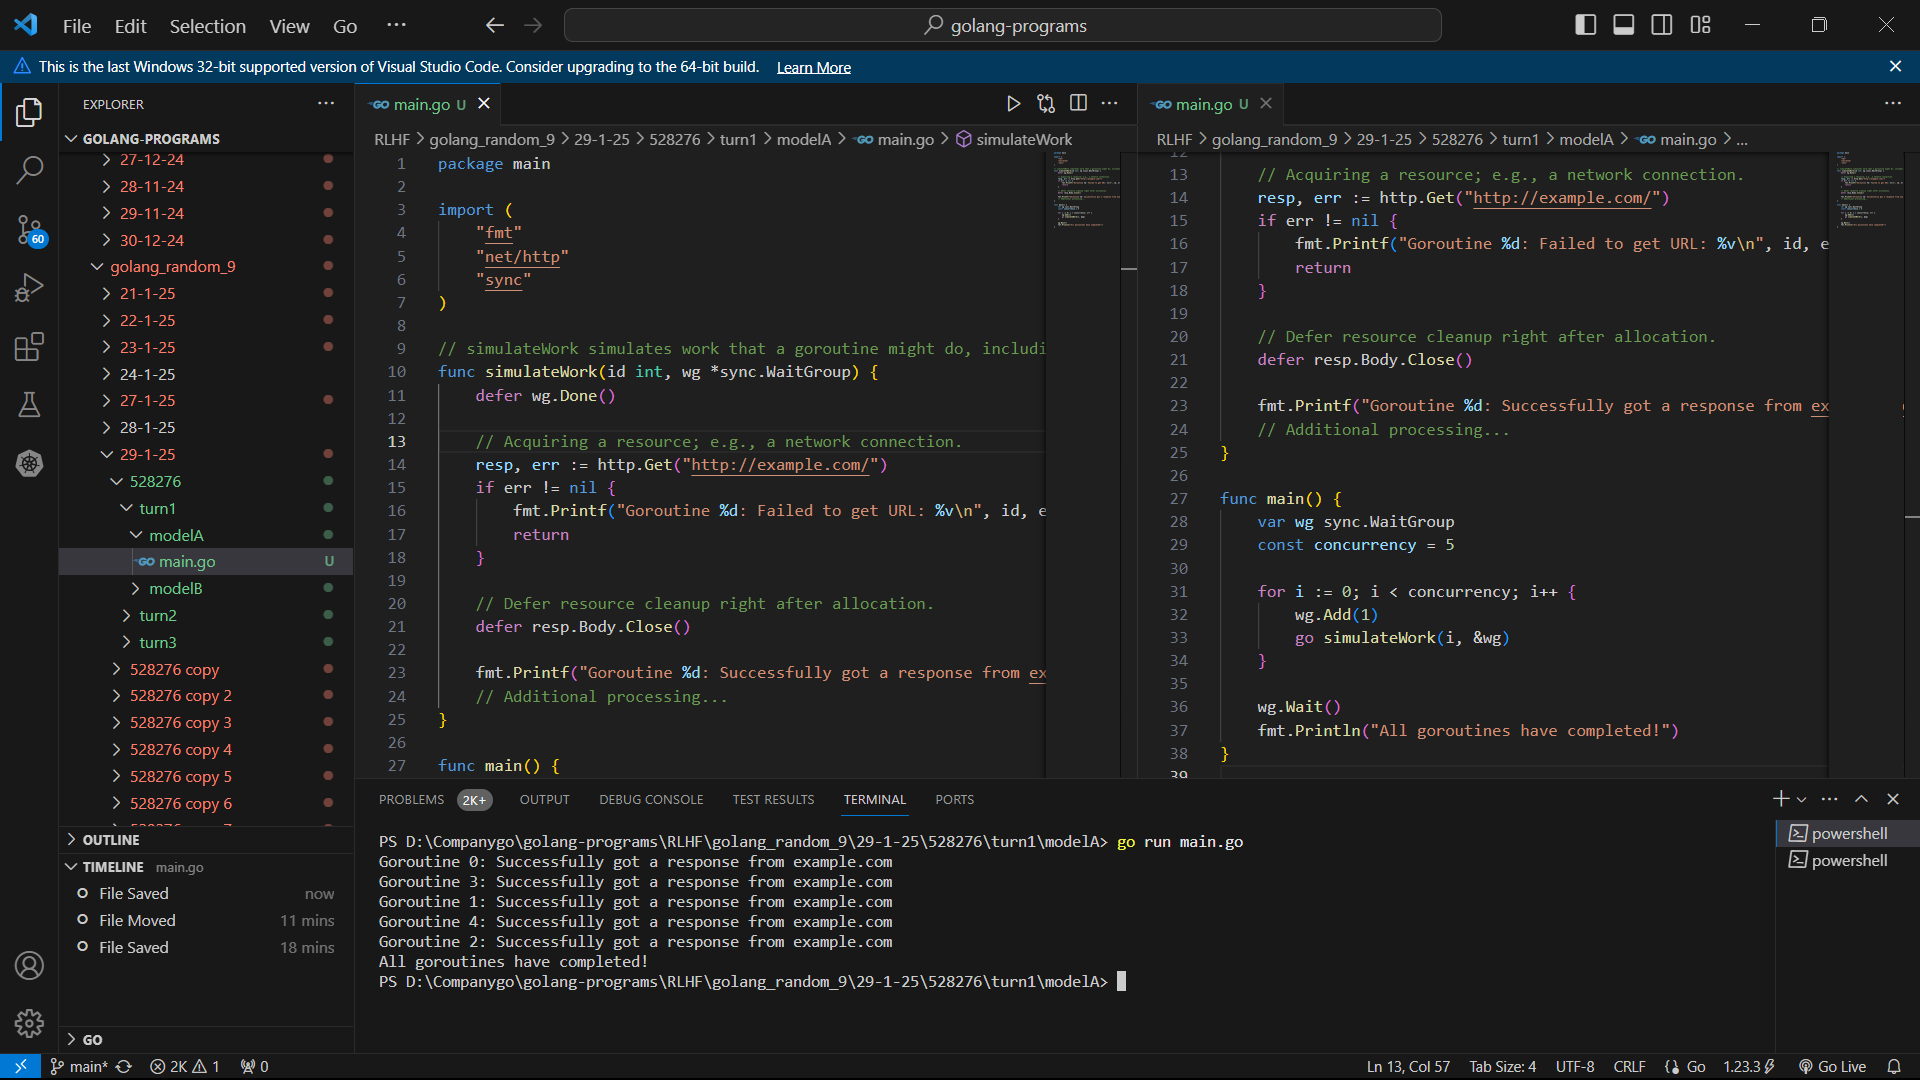 File Edit Selection View Go ···
golang-programs
This is the last Windows 32-bit supported version of Visual Studio Code. Consider upgrading to the 64-bit build. Learn More
EXPLORER
GOLANG-PROGRAMS
27-12-24
28-11-24
29-11-24
30-12-24
60
golang_random_9
21-1-25
22-1-25
23-1-25
24-1-25
27-1-25
28-1-25
29-1-25
528276
turn1
modelA
main.go U
modelB
turn2
turn3
528276 copy
528276 copy 2
528276 copy 3
528276 copy 4
528276 copy 5
528276 copy 6
OUTLINE
TIMELINE main.go
File Saved now
File Moved 11 mins
File Saved 18 mins
GO
main.go U
RLHF > golang_random_9 > 29-1-25 > 528276 > turn1 > modelA > main.go > simulateWork
1 package main
2
3 import (
4 "fmt"
5 "net/http"
6 "sync"
7 )
8
9 // simulateWork simulates work that a goroutine might do, includi
10 func simulateWork(id int, wg *sync.WaitGroup) {
11 defer wg.Done()
12
13 // Acquiring a resource; e.g., a network connection.
14 resp, err := http.Get("http://example.com/")
15 if err != nil {
16 fmt.Printf("Goroutine %d: Failed to get URL: %v\n", id, e
17 return
18 }
19
20 // Defer resource cleanup right after allocation.
21 defer resp.Body.Close()
22
23 fmt.Printf("Goroutine %d: Successfully got a response from ex
24 // Additional processing...
25 }
26
27 func main() {
main.go U
RLHF > golang_random_9 > 29-1-25 > 528276 > turn1 > modelA > main.go > ...
12
13 // Acquiring a resource; e.g., a network connection.
14 resp, err := http.Get("http://example.com/")
15 if err != nil {
16 fmt.Printf("Goroutine %d: Failed to get URL: %v\n", id, e
17 return
18 }
19
20 // Defer resource cleanup right after allocation.
21 defer resp.Body.Close()
22
23 fmt.Printf("Goroutine %d: Successfully got a response from ex
24 // Additional processing...
25 }
26
27 func main() {
28 var wg sync.WaitGroup
29 const concurrency = 5
30
31 for i := 0; i < concurrency; i++ {
32 wg.Add(1)
33 go simulateWork(i, &wg)
34 }
35
36 wg.Wait()
37 fmt.Println("All goroutines have completed!")
38 }
39
PROBLEMS 2K+ OUTPUT DEBUG CONSOLE TEST RESULTS TERMINAL PORTS
PS D:\Companygo\golang-programs\RLHF\golang_random_9\29-1-25\528276\turn1\modelA> go run main.go
Goroutine 0: Successfully got a response from example.com
Goroutine 3: Successfully got a response from example.com
Goroutine 1: Successfully got a response from example.com
Goroutine 4: Successfully got a response from example.com
Goroutine 2: Successfully got a response from example.com
All goroutines have completed!
PS D:\Companygo\golang-programs\RLHF\golang_random_9\29-1-25\528276\turn1\modelA>
powershell
powershell
main* 2K 1 0 Ln 13, Col 57 Tab Size: 4 UTF-8 CRLF Go 1.23.3 Go Live